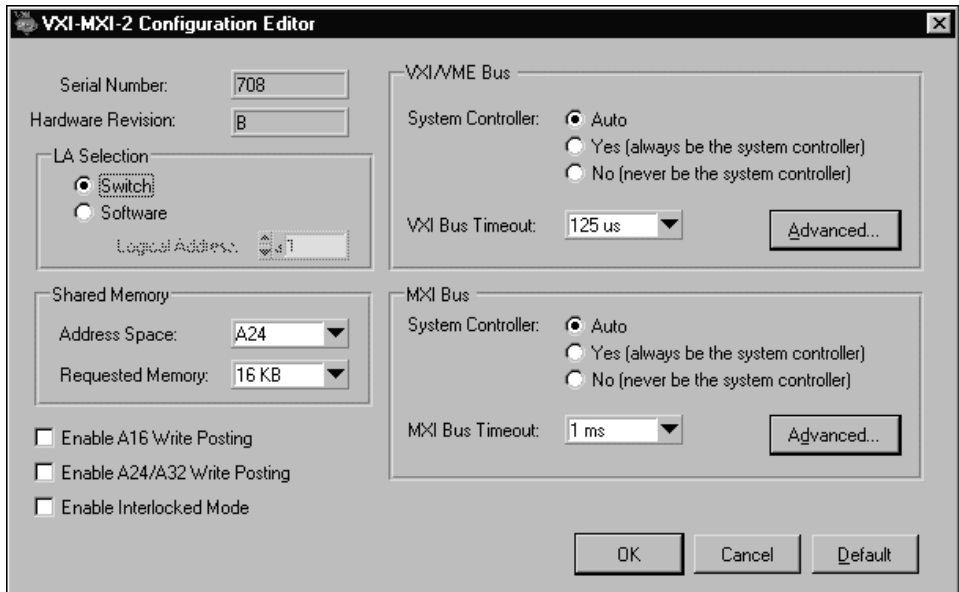 VXI-MXI-2 Configuration Editor
Serial Number: 708
Hardware Revision: B
LA Selection
Switch
Software
Logical Address: 1
Shared Memory
Address Space: A24
Requested Memory: 16 KB
Enable A16 Write Posting
Enable A24/A32 Write Posting
Enable Interlocked Mode
VXI/VME Bus
System Controller: Auto
Yes (always be the system controller)
No (never be the system controller)
VXI Bus Timeout: 125 us
Advanced...
MXI Bus
System Controller: Auto
Yes (always be the system controller)
No (never be the system controller)
MXI Bus Timeout: 1 ms
Advanced...
OK
Cancel
Default